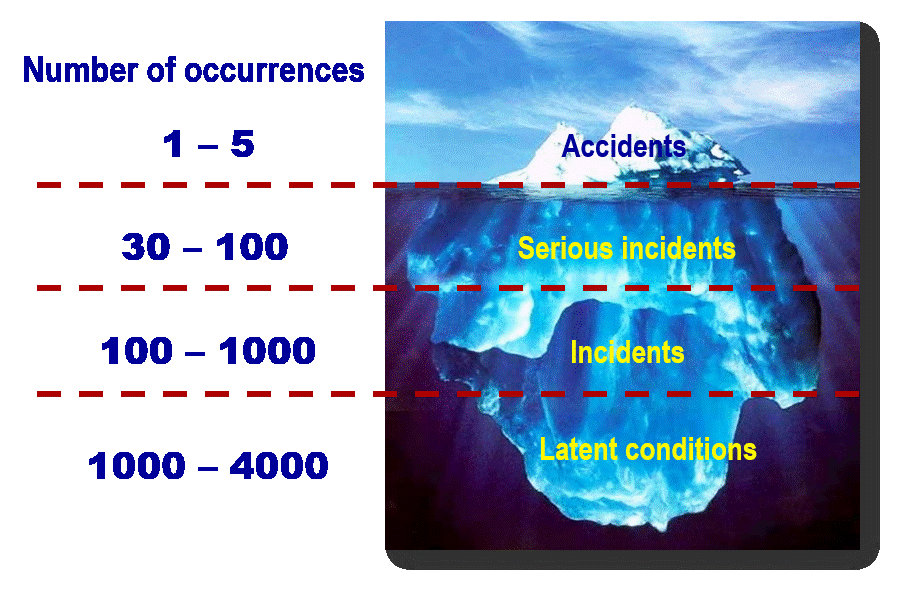 Number of occurrences
1 – 5
Accidents
30 – 100
Serious incidents
100 – 1000
Incidents
1000 – 4000
Latent conditions